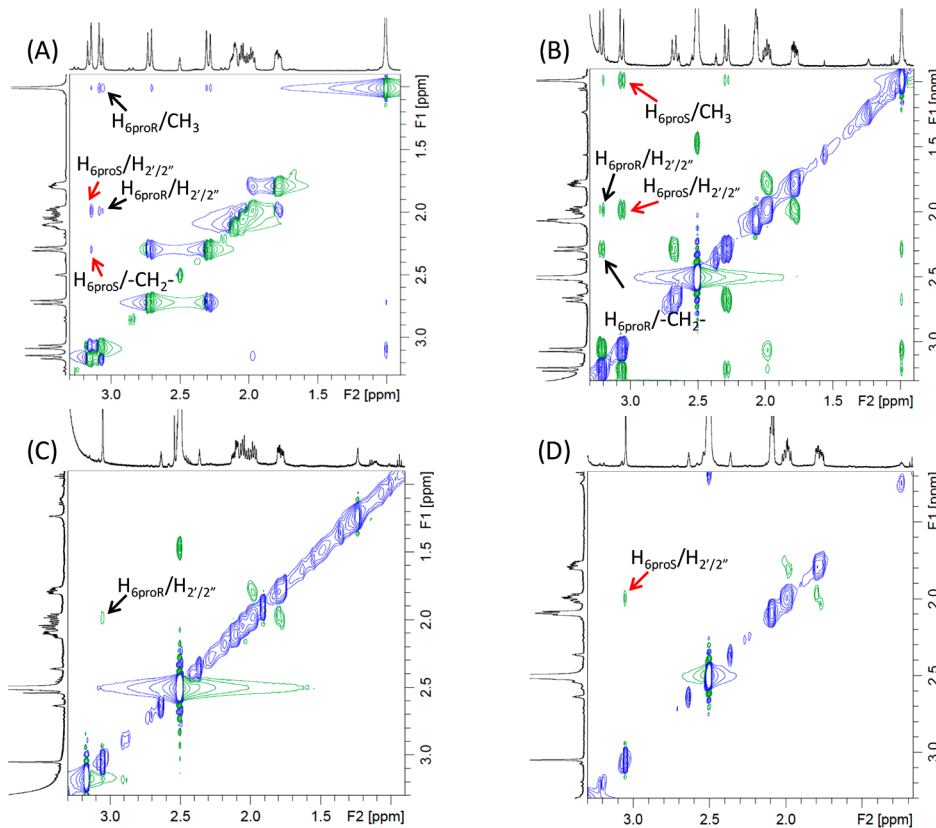 (A)
H6proR/CH3
H6proS/H2'/2”
H6proR/H2'/2”
H6proS/-CH2-
1.5
2.0
2.5
3.0
F1 [ppm]
3.0 2.5 2.0 1.5 F2 [ppm]
(B)
H6proS/CH3
H6proR/H2'/2”
H6proS/H2'/2”
H6proR/-CH2-
1.5
2.0
2.5
3.0
F1 [ppm]
3.0 2.5 2.0 1.5 F2 [ppm]
(C)
H6proR/H2'/2”
1.5
2.0
2.5
3.0
F1 [ppm]
3.0 2.5 2.0 1.5 F2 [ppm]
(D)
H6proS/H2'/2”
1.5
2.0
2.5
3.0
F1 [ppm]
3.0 2.5 2.0 1.5 F2 [ppm]